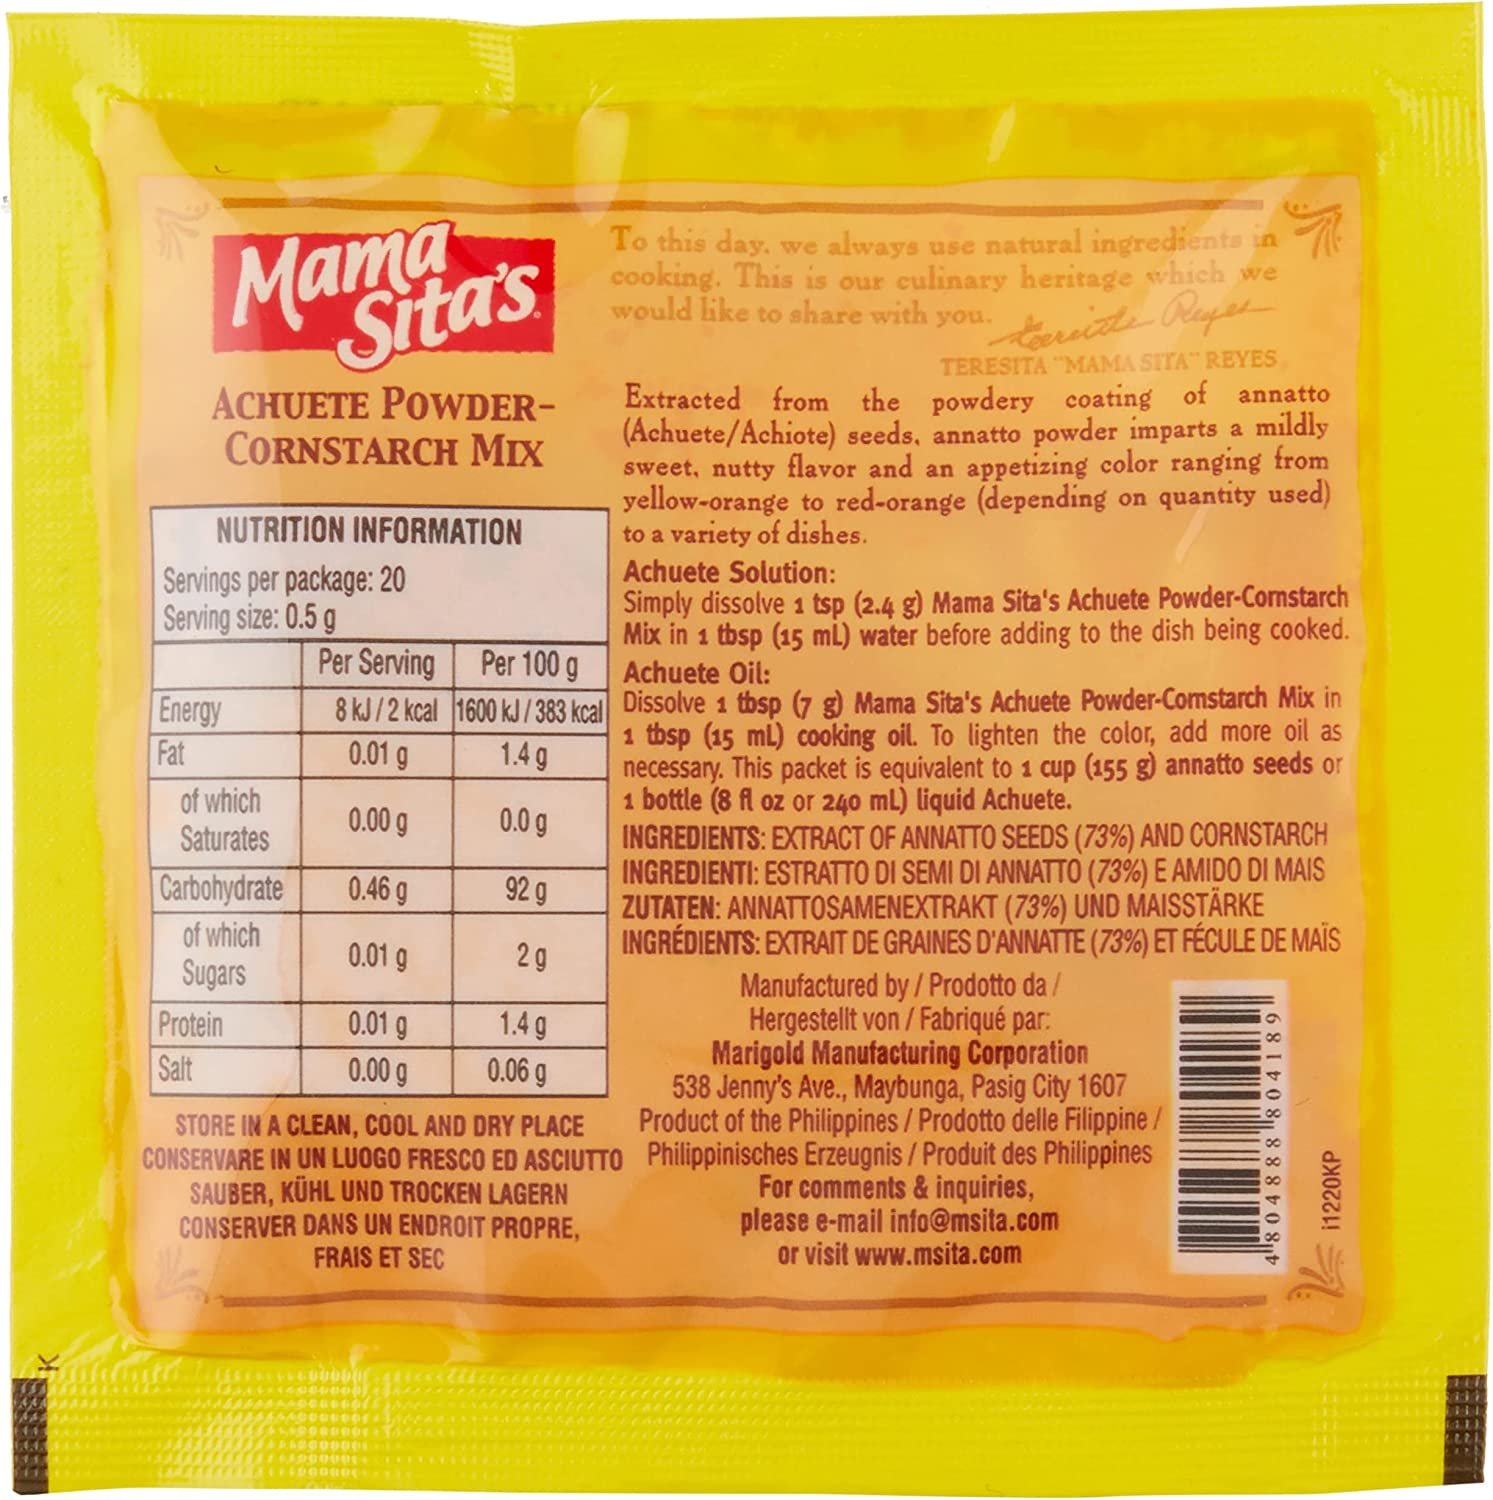 Mama
Sita's
ACHUETE POWDER-
CORNSTARCH MIX
NUTRITION INFORMATION
Servings per package: 20
Serving size: 0.5 g
Per Serving Per 100 g
Energy 8 kJ / 2 kcal 1600 kJ / 383 kcal
Fat 0.01 g 1.4 g
of which
Saturates 0.00 g 0.0 g
Carbohydrate 0.46 g 92 g
of which
Sugars 0.01 g 2 g
Protein 0.01 g 1.4 g
Salt 0.00 g 0.06 g
STORE IN A CLEAN, COOL AND DRY PLACE
CONSERVARE IN UN LUOGO FRESCO ED ASCIUTTO
SAUBER, KÜHL UND TROCKEN LAGERN
CONSERVER DANS UN ENDROIT PROPRE,
FRAIS ET SEC
To this day, we always use natural ingredients in
cooking. This is our culinary heritage which we
would like to share with you.
Teresita Reyes
TERESITA "MAMA SITA" REYES
Extracted from the powdery coating of annatto
(Achuete/Achiote) seeds, annatto powder imparts a mildly
sweet, nutty flavor and an appetizing color ranging from
yellow-orange to red-orange (depending on quantity used)
to a variety of dishes.
Achuete Solution:
Simply dissolve 1 tsp (2.4 g) Mama Sita's Achuete Powder-Cornstarch
Mix in 1 tbsp (15 mL) water before adding to the dish being cooked.
Achuete Oil:
Dissolve 1 tbsp (7 g) Mama Sita's Achuete Powder-Cornstarch Mix in
1 tbsp (15 mL) cooking oil. To lighten the color, add more oil as
necessary. This packet is equivalent to 1 cup (155 g) annatto seeds or
1 bottle (8 fl oz or 240 mL) liquid Achuete.
INGREDIENTS: EXTRACT OF ANNATTO SEEDS (73%) AND CORNSTARCH
INGREDIENTI: ESTRATTO DI SEMI DI ANNATTO (73%) E AMIDO DI MAIS
ZUTATEN: ANNATTOSAMENEXTRAKT (73%) UND MAISSTÄRKE
INGRÉDIENTS: EXTRAIT DE GRAINES D'ANNATTE (73%) ET FÉCULE DE MAÏS
Manufactured by / Prodotto da /
Hergestellt von / Fabriqué par:
Marigold Manufacturing Corporation
538 Jenny's Ave., Maybunga, Pasig City 1607
Product of the Philippines / Prodotto delle Filippine /
Philippinisches Erzeugnis / Produit des Philippines
For comments & inquiries,
please e-mail info@msita.com
or visit www.msita.com
4 804888 804189
i1220KP
K